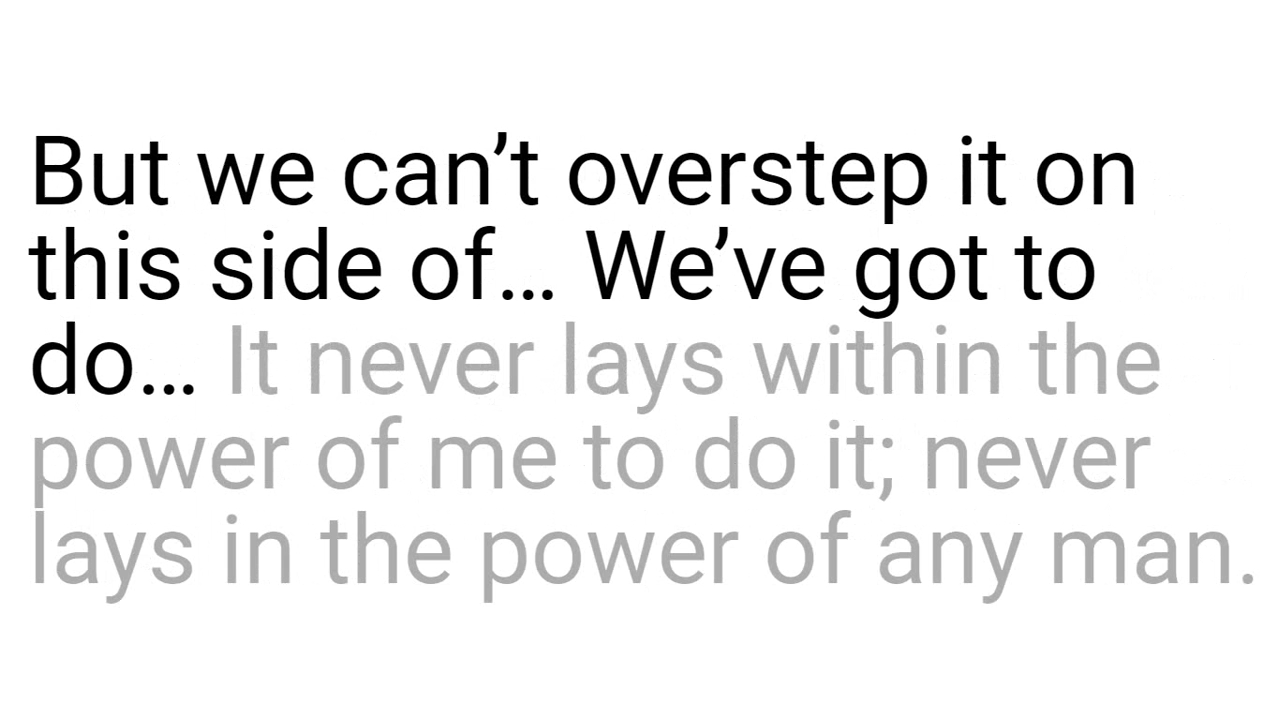 But we can’t overstep it on
this side of… We’ve got to
do… It never lays within the
power of me to do it; never
lays in the power of any man.